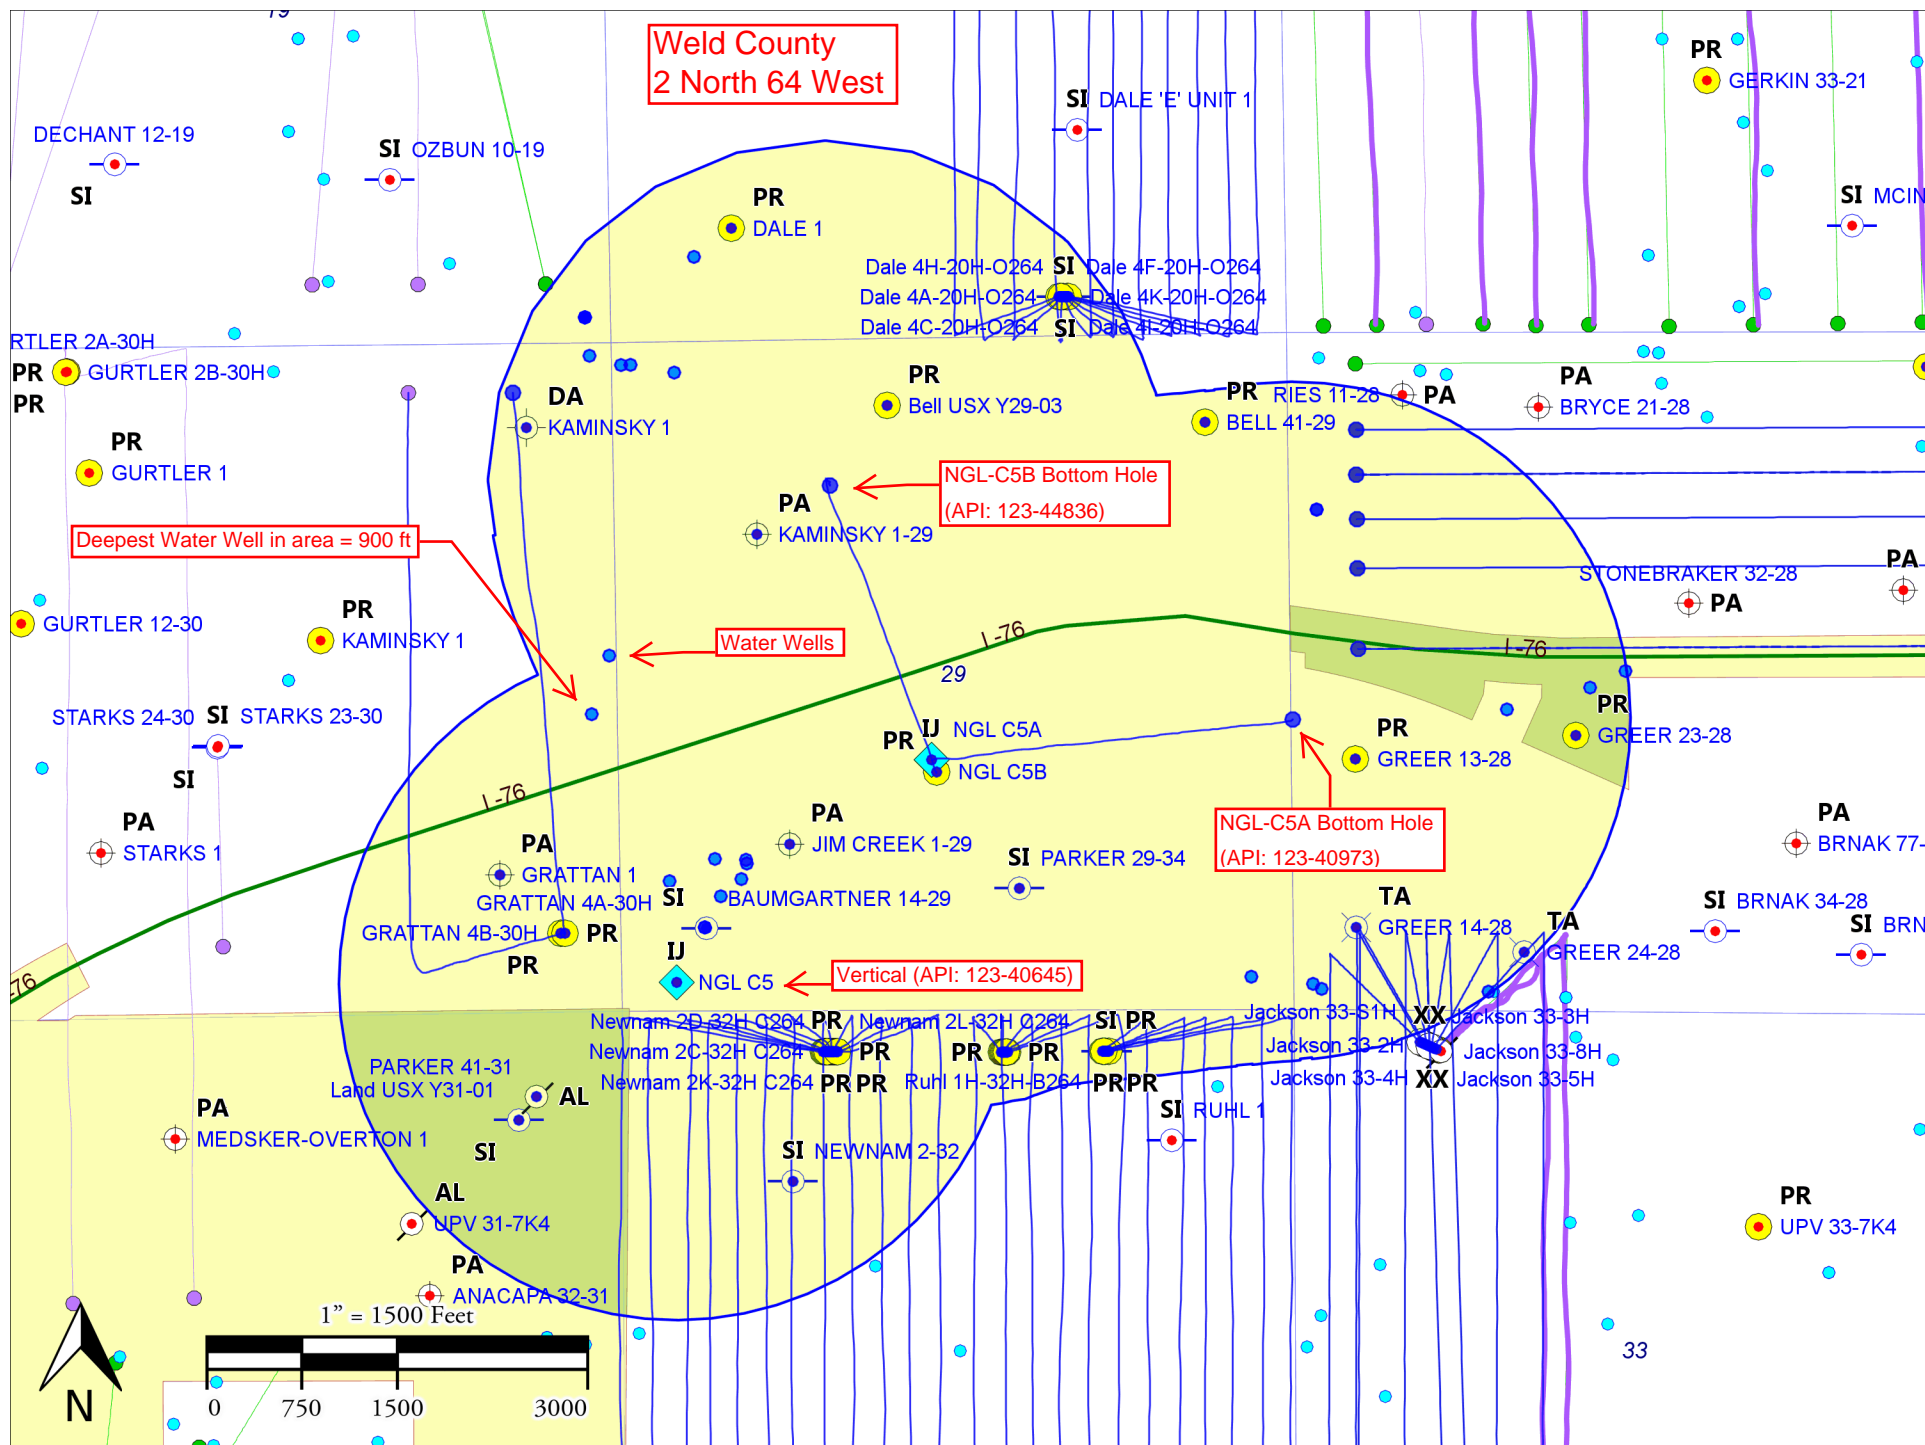 19
Weld County
2 North 64 West
PR
GERKIN 33-21
SI DALE 'E' UNIT 1
DECHANT 12-19
SI
SI OZBUN 10-19
SI MCIN
PR
DALE 1
Dale 4H-20H-O264 SI Dale 4F-20H-O264
Dale 4A-20H-O264 Dale 4K-20H-O264
Dale 4C-20H-O264 SI Dale 4I-20H-O264
RTLER 2A-30H
PR GURTLER 2B-30H
PR
DA
KAMINSKY 1
PR
Bell USX Y29-03
PR
BELL 41-29
RIES 11-28 PA
PA
BRYCE 21-28
PR
GURTLER 1
NGL-C5B Bottom Hole
(API: 123-44836)
PA
KAMINSKY 1-29
Deepest Water Well in area = 900 ft
STONEBRAKER 32-28
PA
PA
GURTLER 12-30
PR
KAMINSKY 1
Water Wells
I-76
I-76
29
STARKS 24-30 SI STARKS 23-30
SI
IJ NGL C5A
PR
NGL C5B
PR
GREER 13-28
PR
GREER 23-28
I-76
PA
STARKS 1
PA
JIM CREEK 1-29
NGL-C5A Bottom Hole
(API: 123-40973)
PA
BRNAK 77-
PA
GRATTAN 1
SI PARKER 29-34
GRATTAN 4A-30H
SI BAUMGARTNER 14-29
GRATTAN 4B-30H PR
PR
TA
GREER 14-28
TA
GREER 24-28
SI BRNAK 34-28
SI BRN
IJ
NGL C5
Vertical (API: 123-40645)
-76
Newnam 2D-32H C264 PR Newnam 2L-32H C264 SI PR
Newnam 2C-32H C264 PR PR PR
Newnam 2K-32H C264 PR PR Ruhl 1H-32H-B264 PR PR
Jackson 33-S1H XX Jackson 33-3H
Jackson 33-2H Jackson 33-8H
Jackson 33-4H XX Jackson 33-5H
PARKER 41-31
Land USX Y31-01 AL
SI
PA
MEDSKER-OVERTON 1
SI RUHL 1
SI NEWNAM 2-32
AL
UPV 31-7K4
PR
UPV 33-7K4
PA
ANACAPA 32-31
1” = 1500 Feet
33
N
0 750 1500 3000